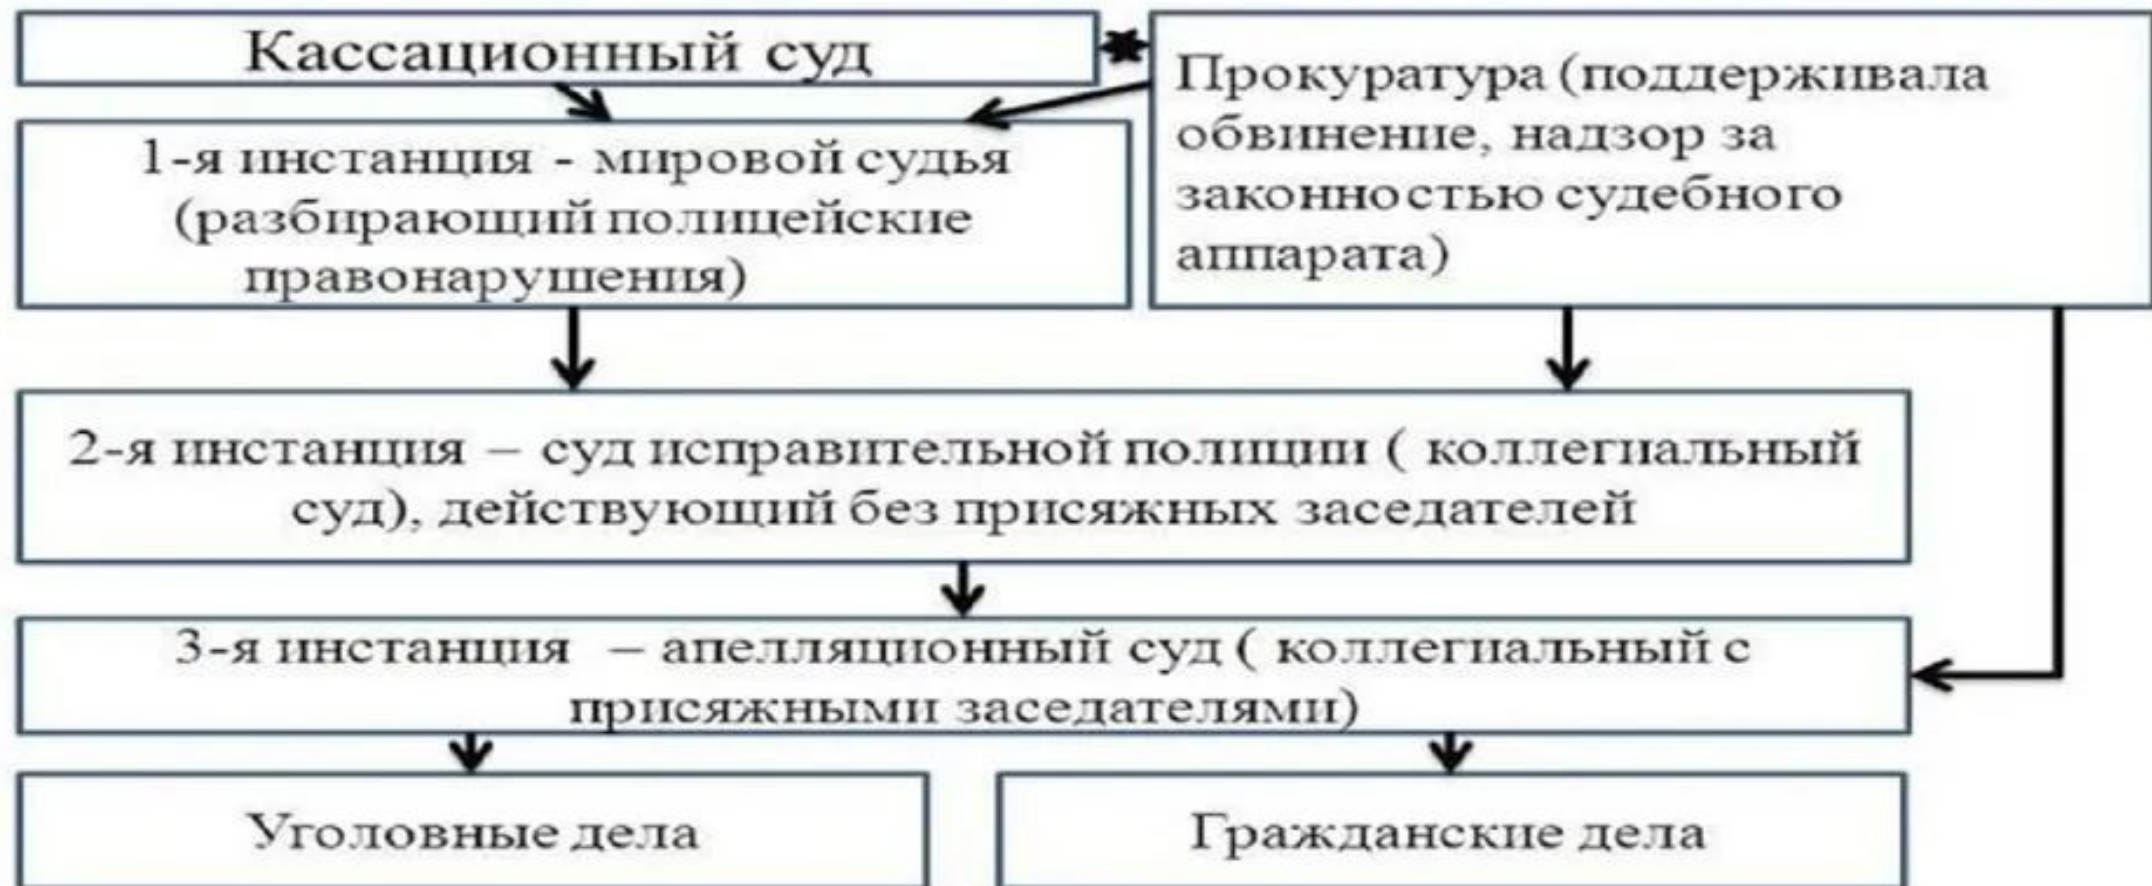 Кассационный суд
Прокуратура (поддерживала
обвинение, надзор за
законностью судебного
аппарата)
1-я инстанция - мировой судья
(разбирающий полицейские
правонарушения)
2-я инстанция – суд исправительной полиции ( коллегиальный
суд), действующий без присяжных заседателей
3-я инстанция – апелляционный суд ( коллегиальный с
присяжными заседателями)
Уголовные дела
Гражданские дела